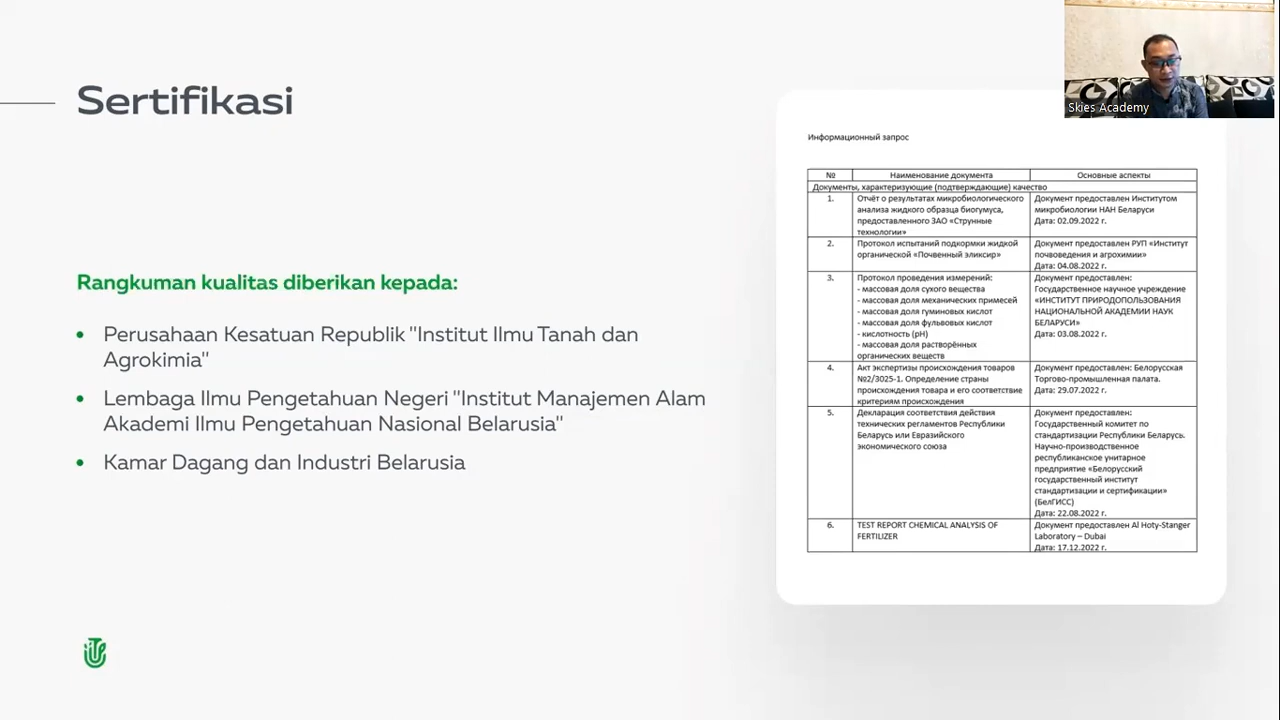 Sertifikasi
Rangkuman kualitas diberikan kepada:
Perusahaan Kesatuan Republik "Institut Ilmu Tanah dan
Agrokimia"
Lembaga Ilmu Pengetahuan Negeri "Institut Manajemen Alam
Akademi Ilmu Pengetahuan Nasional Belarusia"
Kamar Dagang dan Industri Belarusia
Skies Academy
Информационный запрос
№ Наименование документа Основные аспекты
Документы, характеризующие (подтверждающие) качество
1. Отчёт о результатах микробиологического Документ предоставлен Институтом
анализа жидкого образца биогумуса, микробиологии НАН Беларуси
предоставленного ЗАО «Струнные Дата: 02.09.2022 г.
технологии»
2. Протокол испытаний подкормки жидкой Документ предоставлен РУП «Институт
органической «Почвенный эликсир» почвоведения и агрохимии»
Дата: 04.08.2022 г.
3. Протокол проведения измерений: Документ предоставлен:
- массовая доля сухого вещества Государственное научное учреждение
- массовая доля механических примесей «ИНСТИТУТ ПРИРОДОПОЛЬЗОВАНИЯ
- массовая доля гуминовых кислот НАЦИОНАЛЬНОЙ АКАДЕМИИ НАУК
- массовая доля фульвовых кислот БЕЛАРУСИ»
- кислотность (pH) Дата: 03.08.2022 г.
- массовая доля растворённых
органических веществ
4. Акт экспертизы происхождения товаров Документ предоставлен: Белорусская
№2/3025-1. Определение страны Торгово-промышленная палата.
происхождения товара и его соответствие Дата: 29.07.2022 г.
критериям происхождения
5. Декларация соответствия действия Документ предоставлен:
технических регламентов Республики Государственный комитет по
Беларусь или Евразийского стандартизации Республики Беларусь.
экономического союза Научно-производственное
республиканское унитарное
предприятие «Белорусский
государственный институт
стандартизации и сертификации»
(БелГИСС)
Дата: 22.08.2022 г.
6. TEST REPORT CHEMICAL ANALYSIS OF Документ предоставлен Al Hoty-Stanger
FERTILIZER Laboratory – Dubai
Дата: 17.12.2022 г.